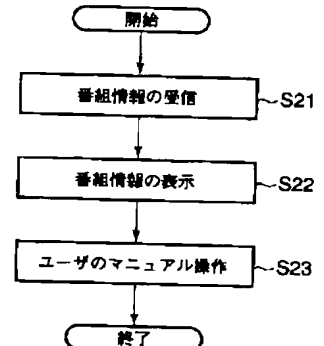 開始
番組情報の受信
S21
番組情報の表示
S22
ユーザのマニュアル操作
S23
終了